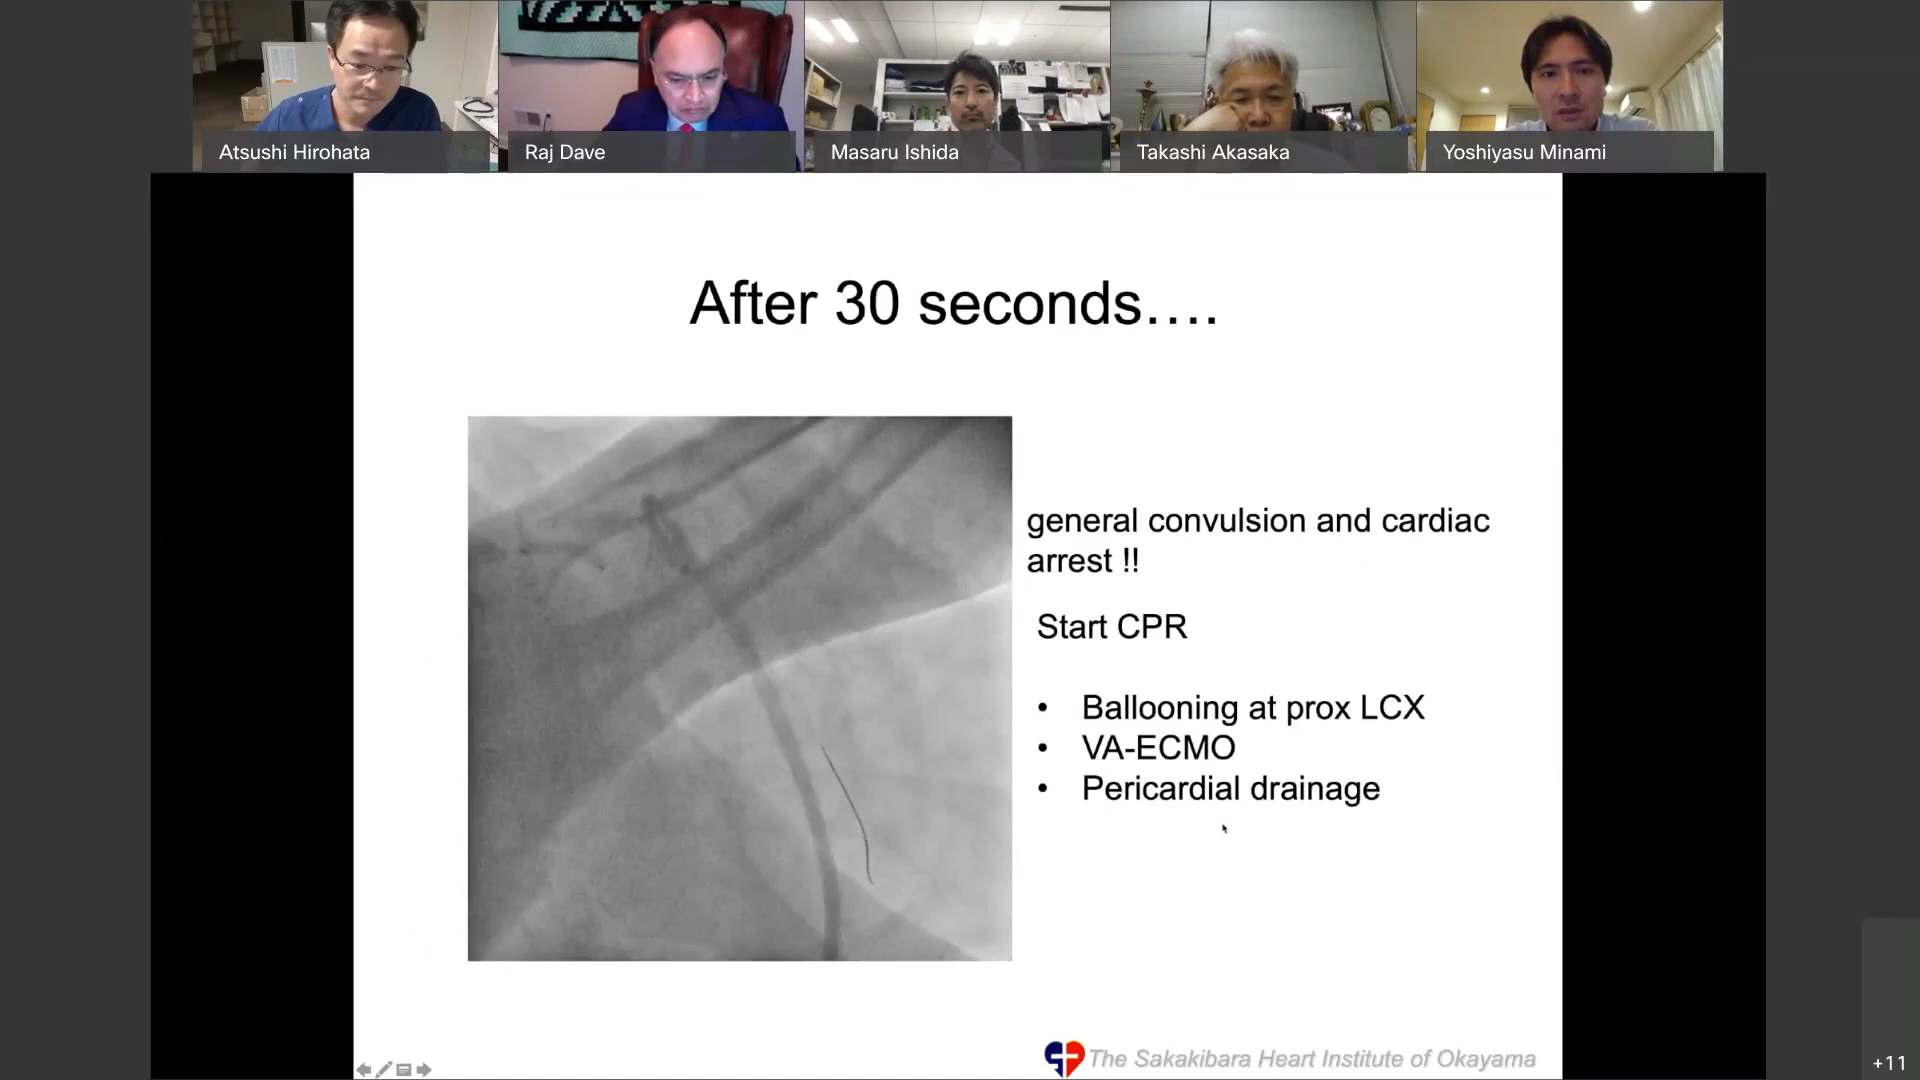 Atsushi Hirohata
Raj Dave
Masaru Ishida
Takashi Akasaka
Yoshiyasu Minami
After 30 seconds....
general convulsion and cardiac
arrest !!
Start CPR
• Ballooning at prox LCX
• VA-ECMO
• Pericardial drainage
The Sakakibara Heart Institute of Okayama
+11